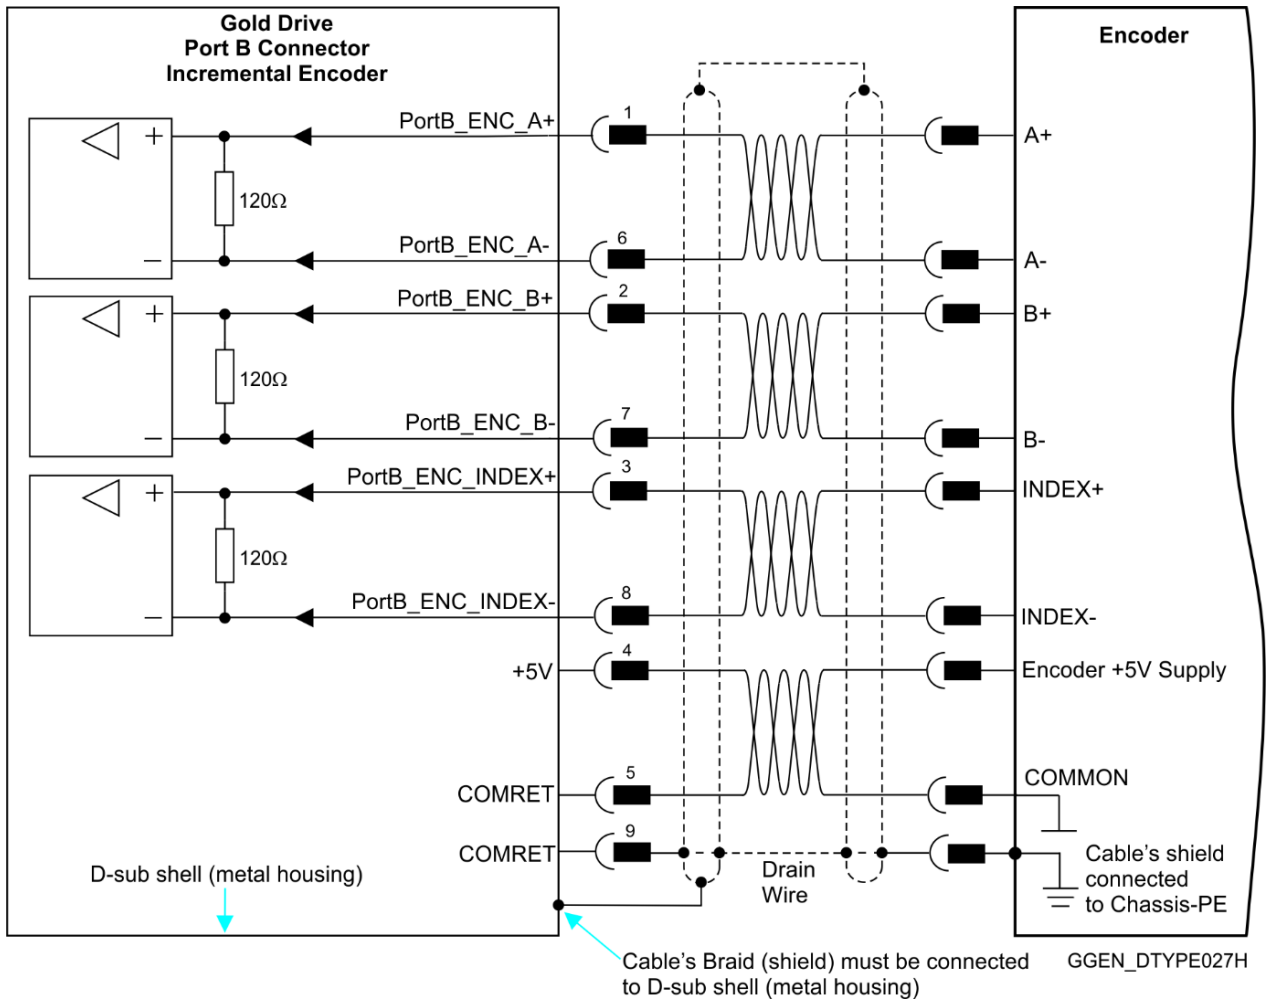 Gold Drive
Port B Connector
Incremental Encoder
Encoder
PortB_ENC_A+
1
A+
+
120Ω
PortB_ENC_A-
6
A-
−
PortB_ENC_B+
2
B+
+
120Ω
PortB_ENC_B-
7
B-
−
PortB_ENC_INDEX+
3
INDEX+
+
120Ω
PortB_ENC_INDEX-
8
INDEX-
−
+5V
4
Encoder +5V Supply
COMRET
5
COMMON
COMRET
9
Drain
Wire
Cable's shield
connected
to Chassis-PE
D-sub shell (metal housing)
Cable's Braid (shield) must be connected
to D-sub shell (metal housing)
GGEN_DTYPE027H